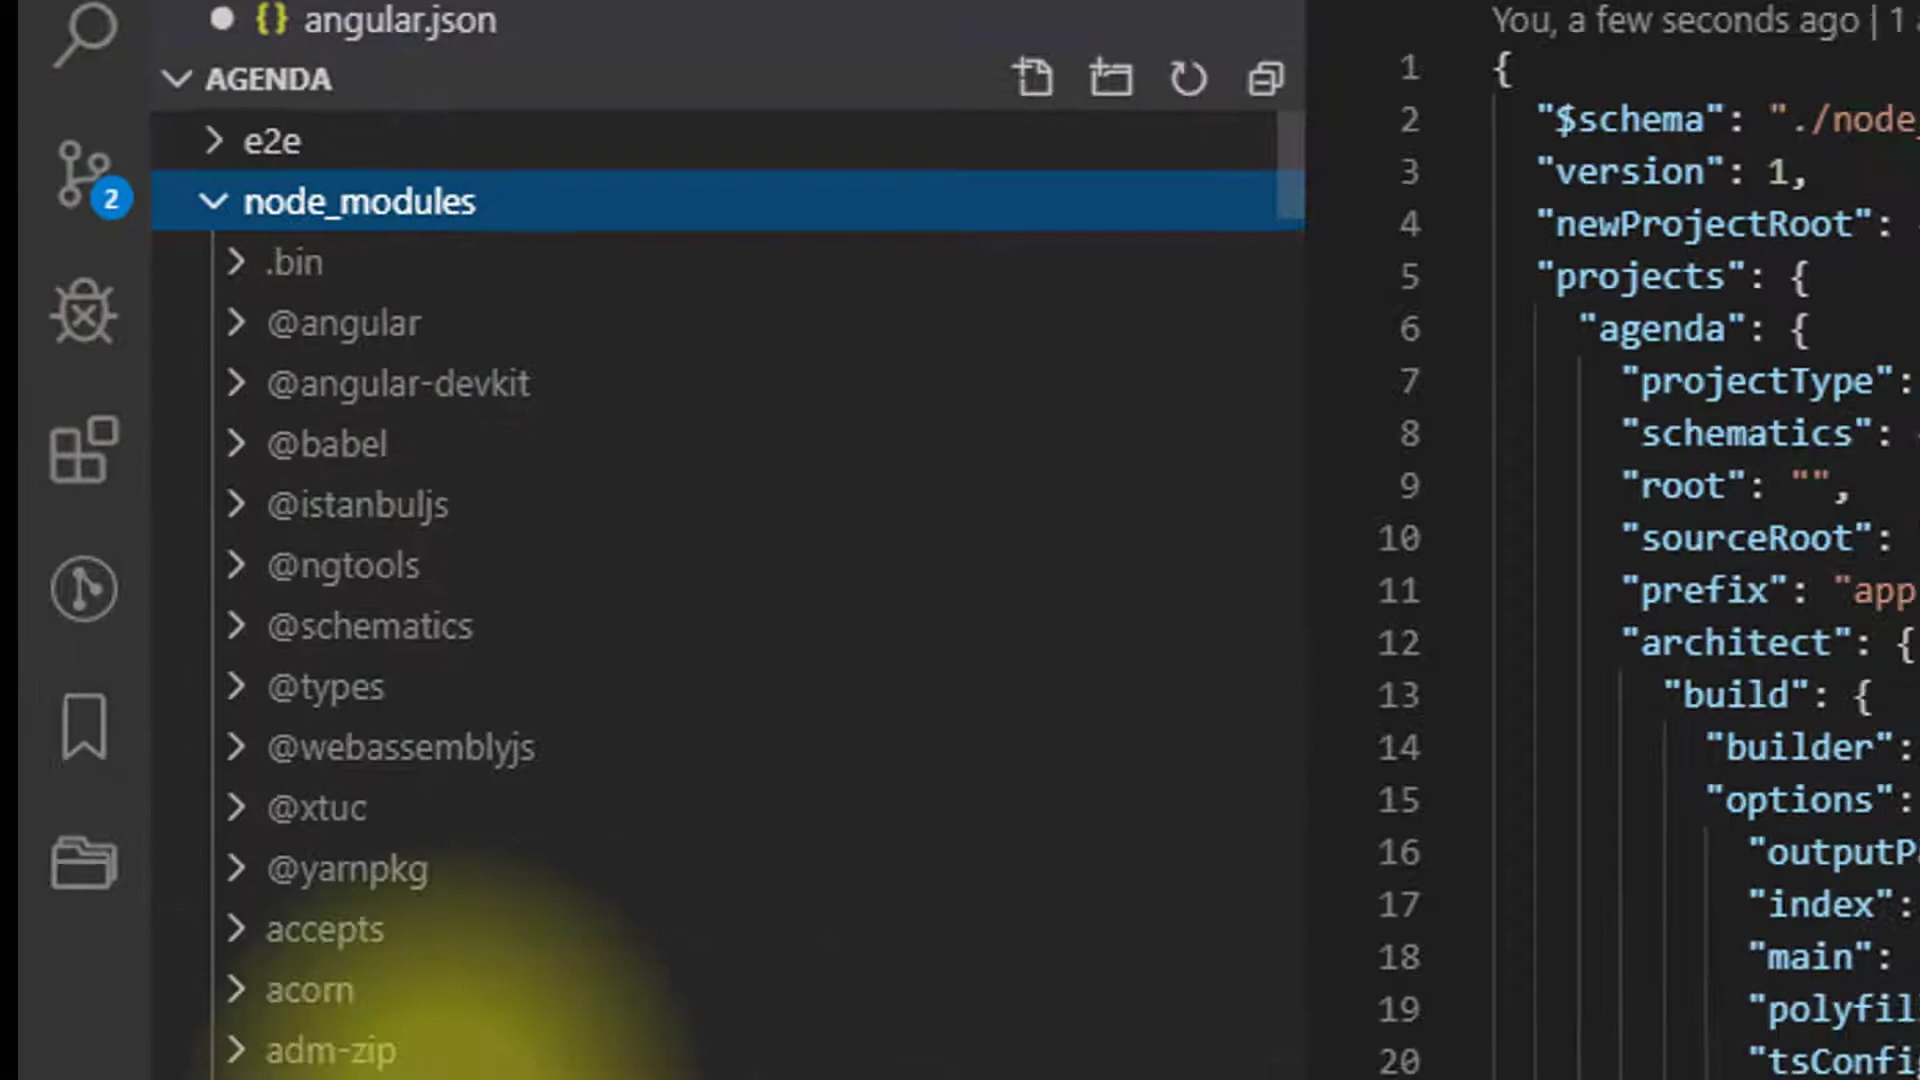 angular.json
AGENDA
e2e
node_modules
.bin
@angular
@angular-devkit
@babel
@istanbuljs
@ngtools
@schematics
@types
@webassemblyjs
@xtuc
@yarnpkg
accepts
acorn
adm-zip
2
You, a few seconds ago | 1
1 {
2 "$schema": "./node_
3 "version": 1,
4 "newProjectRoot":
5 "projects": {
6 "agenda": {
7 "projectType":
8 "schematics":
9 "root": "",
10 "sourceRoot":
11 "prefix": "app
12 "architect": {
13 "build": {
14 "builder":
15 "options":
16 "outputP
17 "index":
18 "main":
19 "polyfil
20 "tsConfi